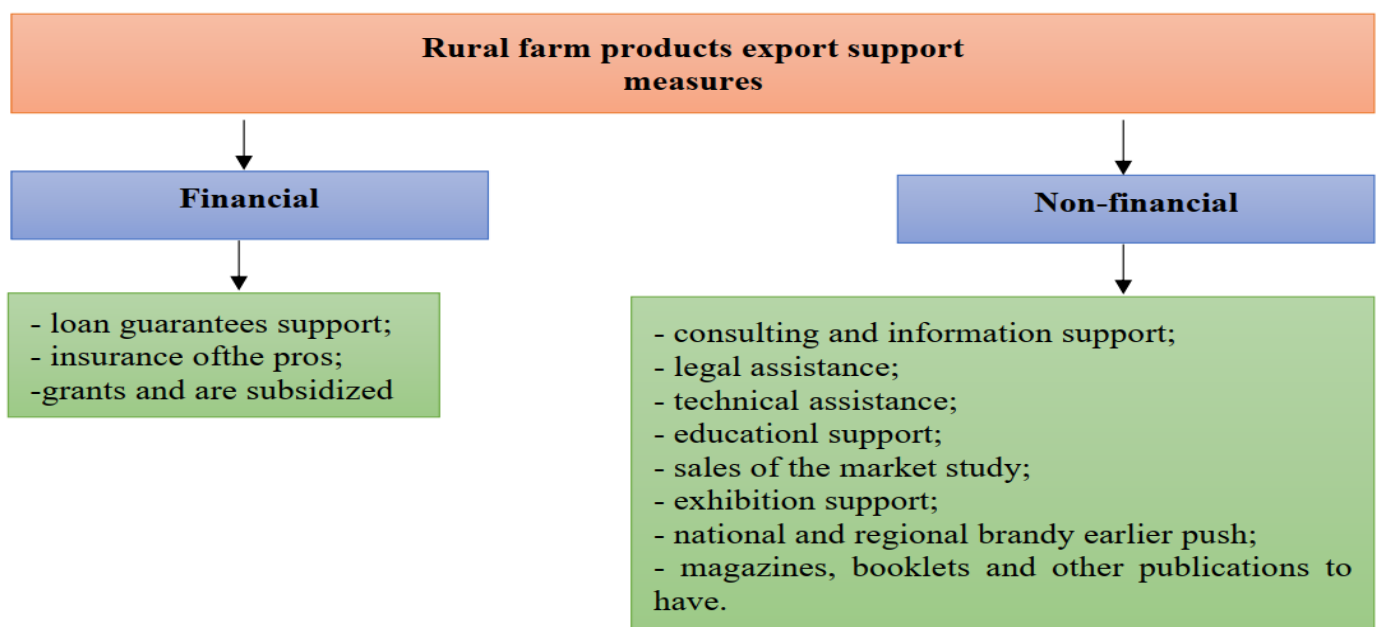 Rural farm products export support
measures
Financial
Non-financial
- loan guarantees support;
- insurance ofthe pros;
-grants and are subsidized
- consulting and information support;
- legal assistance;
- technical assistance;
- educationl support;
- sales of the market study;
- exhibition support;
- national and regional brandy earlier push;
- magazines, booklets and other publications to
have.